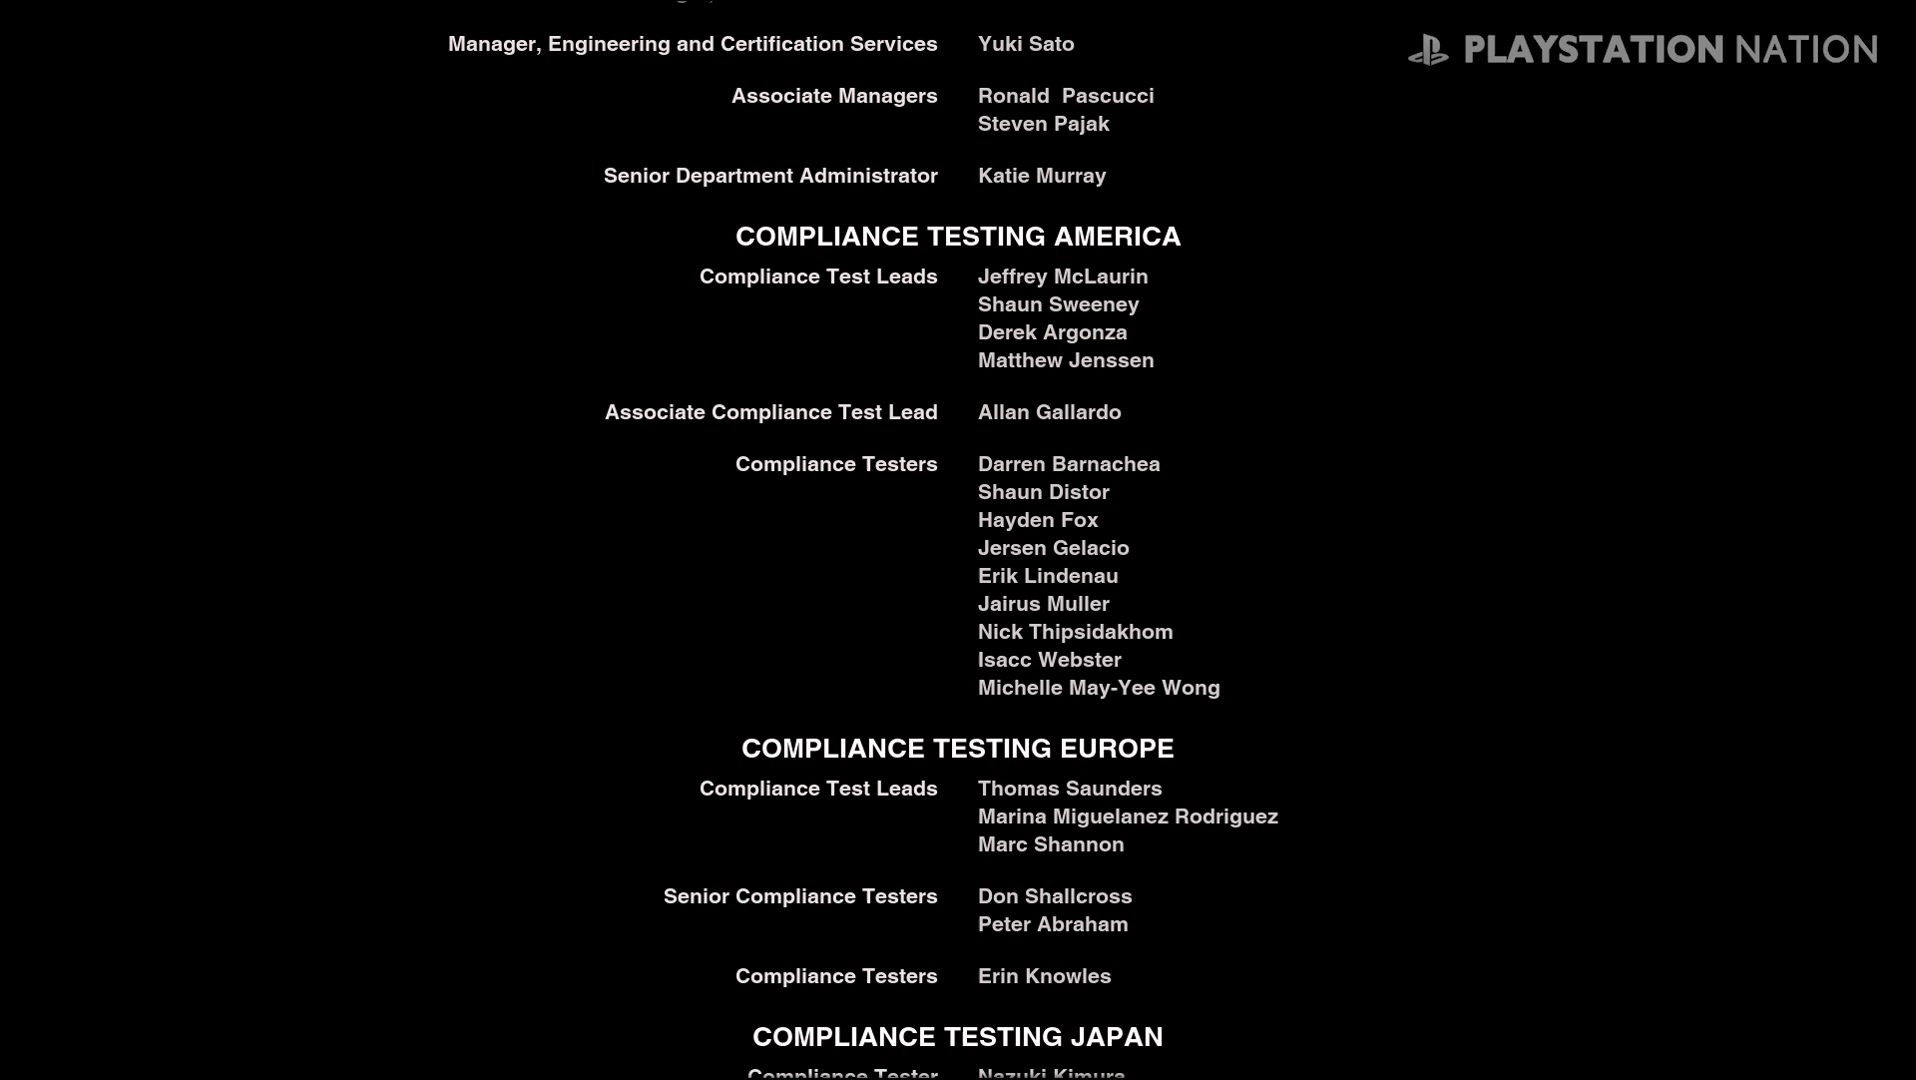 Manager, Engineering and Certification Services Yuki Sato
PLAYSTATION NATION
Associate Managers Ronald Pascucci
Steven Pajak
Senior Department Administrator Katie Murray
COMPLIANCE TESTING AMERICA
Compliance Test Leads Jeffrey McLaurin
Shaun Sweeney
Derek Argonza
Matthew Jenssen
Associate Compliance Test Lead Allan Gallardo
Compliance Testers Darren Barnachea
Shaun Distor
Hayden Fox
Jersen Gelacio
Erik Lindenau
Jairus Muller
Nick Thipsidakhom
Isacc Webster
Michelle May-Yee Wong
COMPLIANCE TESTING EUROPE
Compliance Test Leads Thomas Saunders
Marina Miguelanez Rodriguez
Marc Shannon
Senior Compliance Testers Don Shallcross
Peter Abraham
Compliance Testers Erin Knowles
COMPLIANCE TESTING JAPAN
Compliance Tester Nazuki Kimura